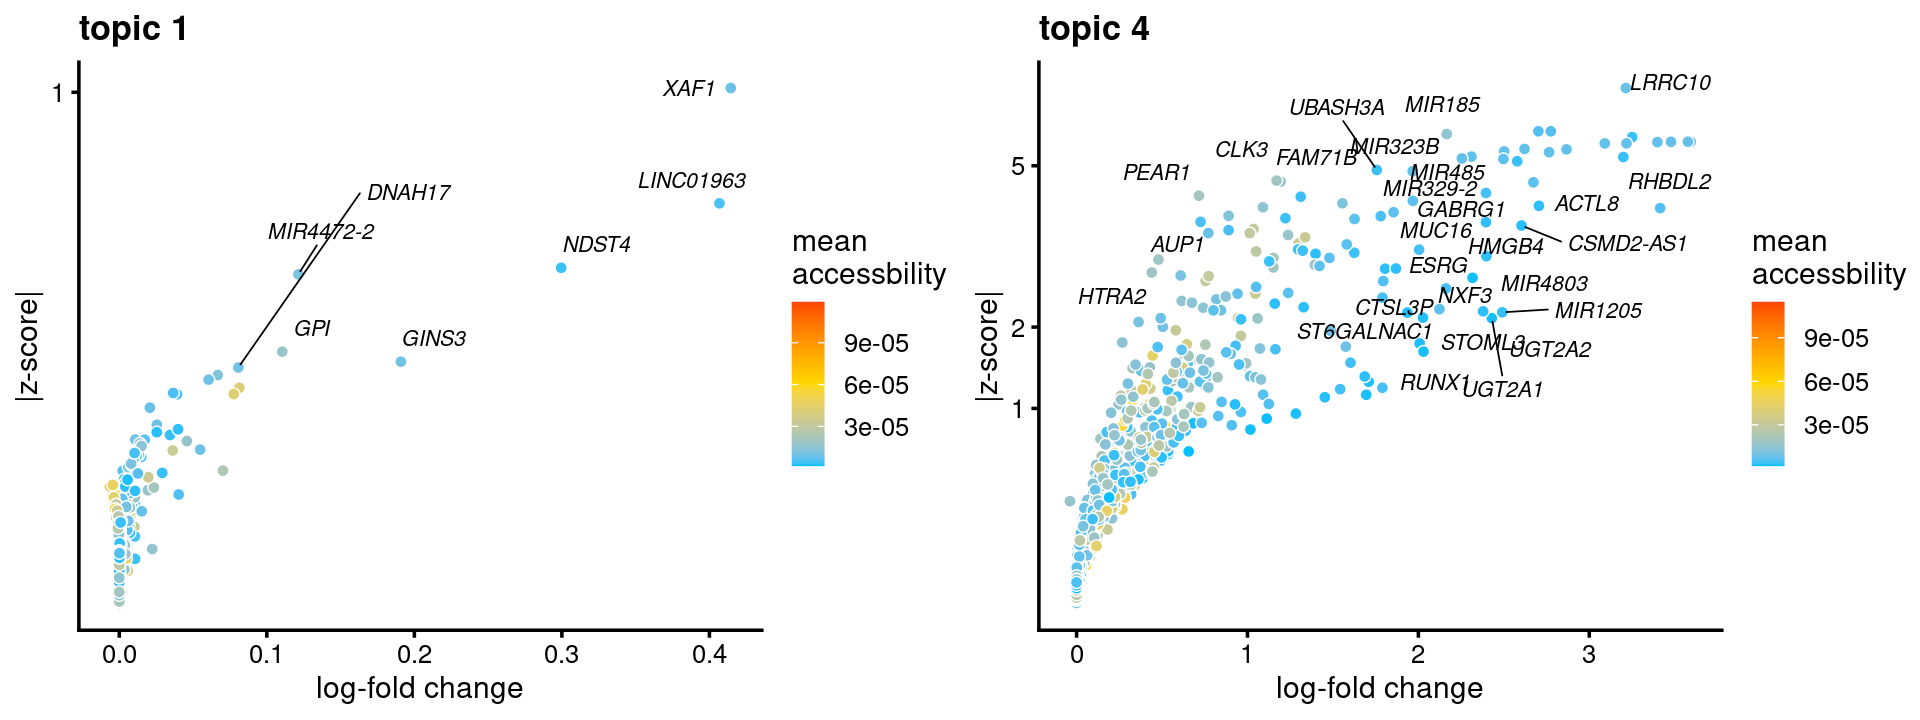 topic 1
|z-score|
1
XAF1
LINC01963
DNAH17
MIR4472-2
NDST4
GPI
GINS3
0.0 0.1 0.2 0.3 0.4
log-fold change
mean
accessbility
9e-05
6e-05
3e-05
topic 4
|z-score|
5
2
1
LRRC10
UBASH3A
MIR185
CLK3
FAM71B
MIR323B
PEAR1
MIR485
MIR329-2
RHBDL2
GABRG1
ACTL8
MUC16
AUP1
HMGB4
CSMD2-AS1
ESRG
MIR4803
HTRA2
NXF3
CTSL3P
MIR1205
ST6GALNAC1
STOML3
UGT2A2
RUNX1
UGT2A1
0 1 2 3
log-fold change
mean
accessbility
9e-05
6e-05
3e-05